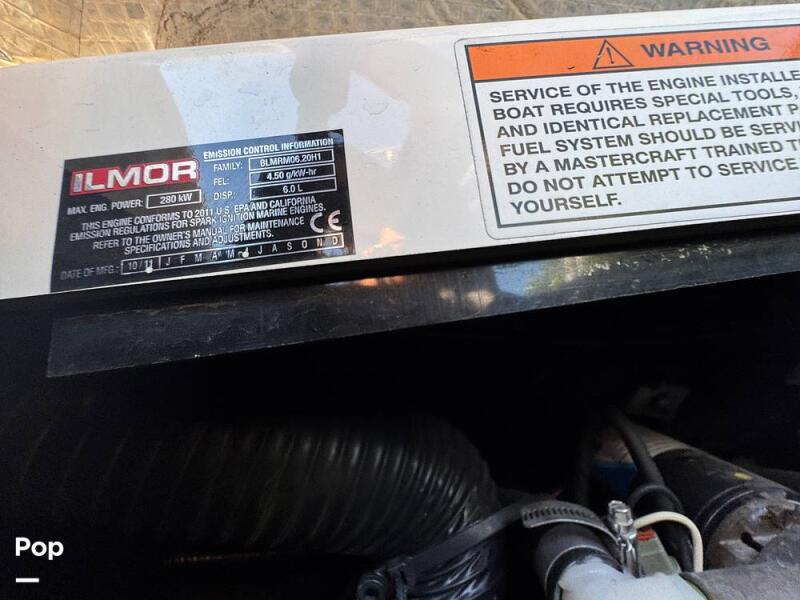 ILMOR
EMISSION CONTROL INFORMATION
FAMILY: BLMRM06.20H1
FEL: 4.50 g/kW-hr
MAX. ENG. POWER: 280 kW
DISP.: 6.0 L
THIS ENGINE CONFORMS TO 2011 U.S. EPA AND CALIFORNIA
EMISSION REGULATIONS FOR SPARK IGNITION MARINE ENGINES.
REFER TO THE OWNER'S MANUAL FOR MAINTENANCE
SPECIFICATIONS AND ADJUSTMENTS.
CE
DATE OF MFG.: 10/11 J F M A M J A S O N D
WARNING
SERVICE OF THE ENGINE INSTALLE
BOAT REQUIRES SPECIAL TOOLS,
AND IDENTICAL REPLACEMENT P
FUEL SYSTEM SHOULD BE SERVI
BY A MASTERCRAFT TRAINED T
DO NOT ATTEMPT TO SERVICE
YOURSELF.
Pop